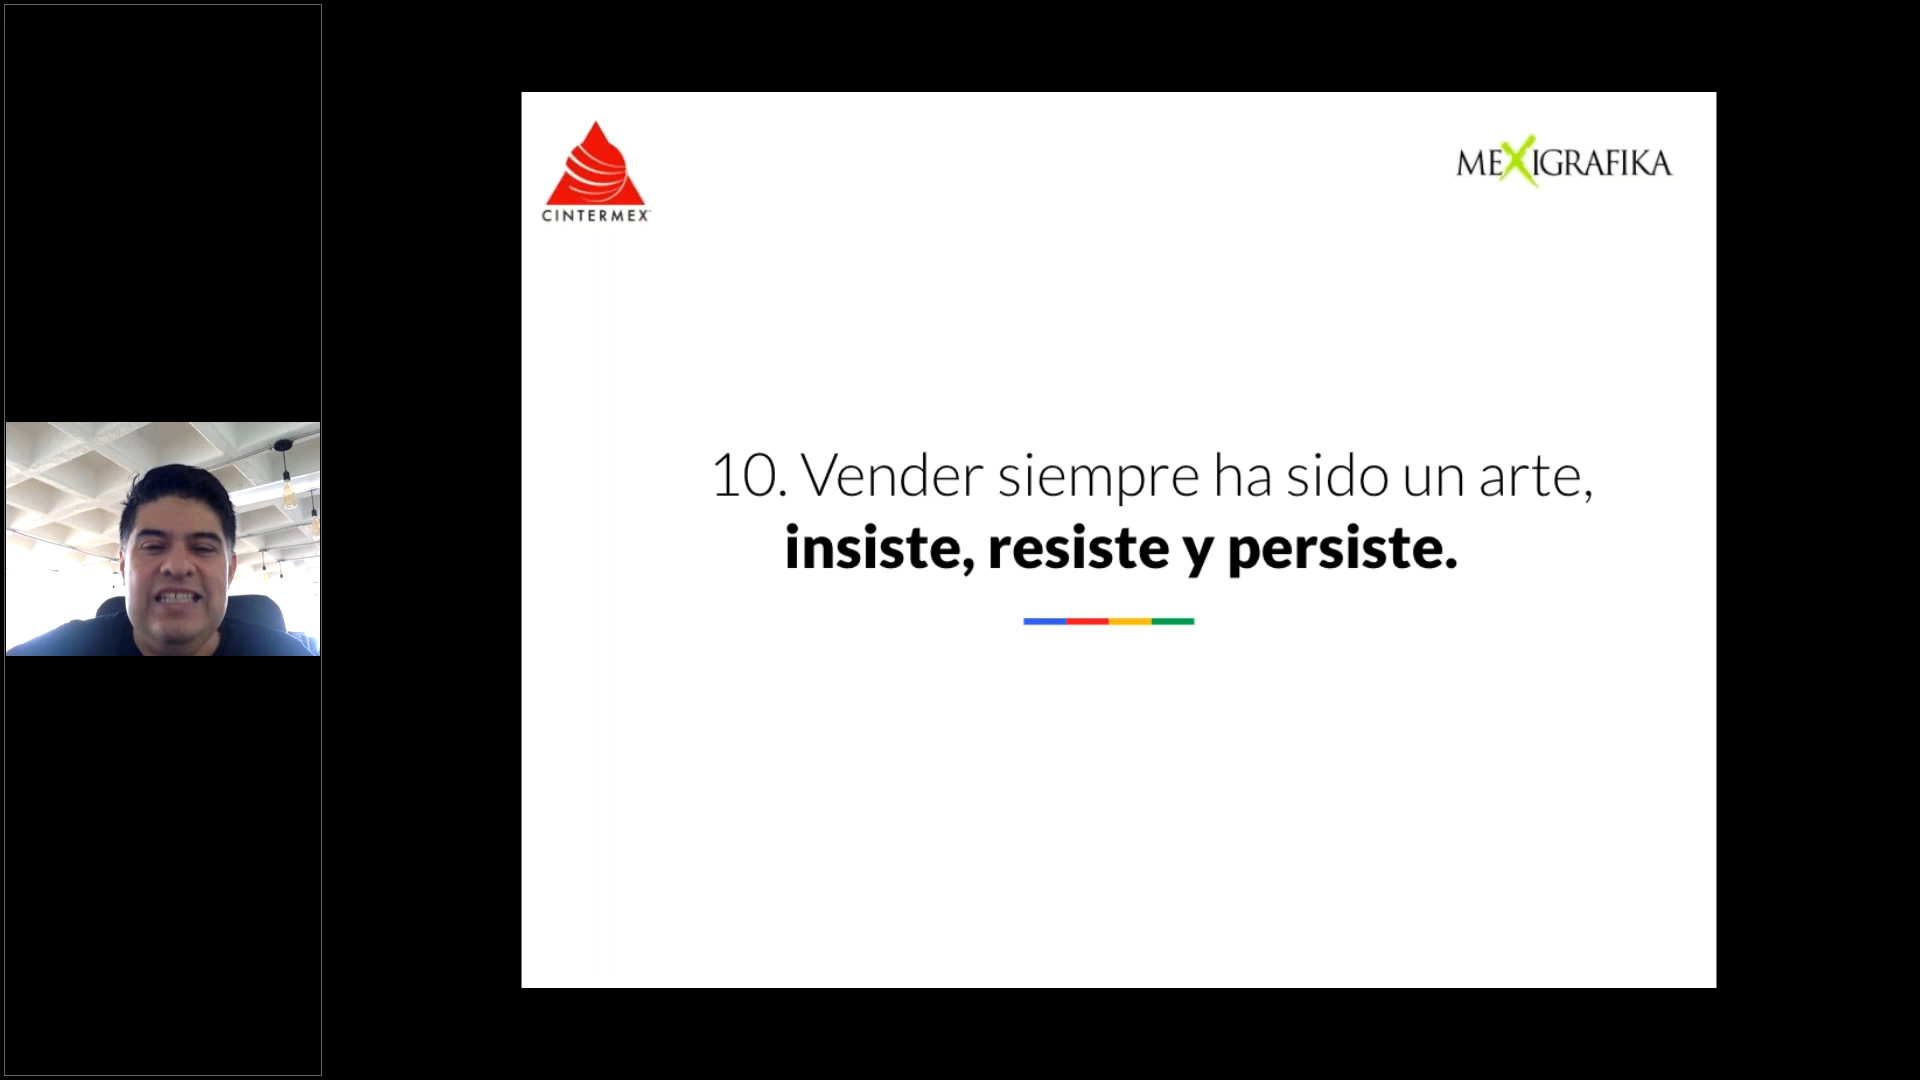 CINTERMEX
MEXIGRAFIKA
10. Vender siempre ha sido un arte,
insiste, resiste y persiste.